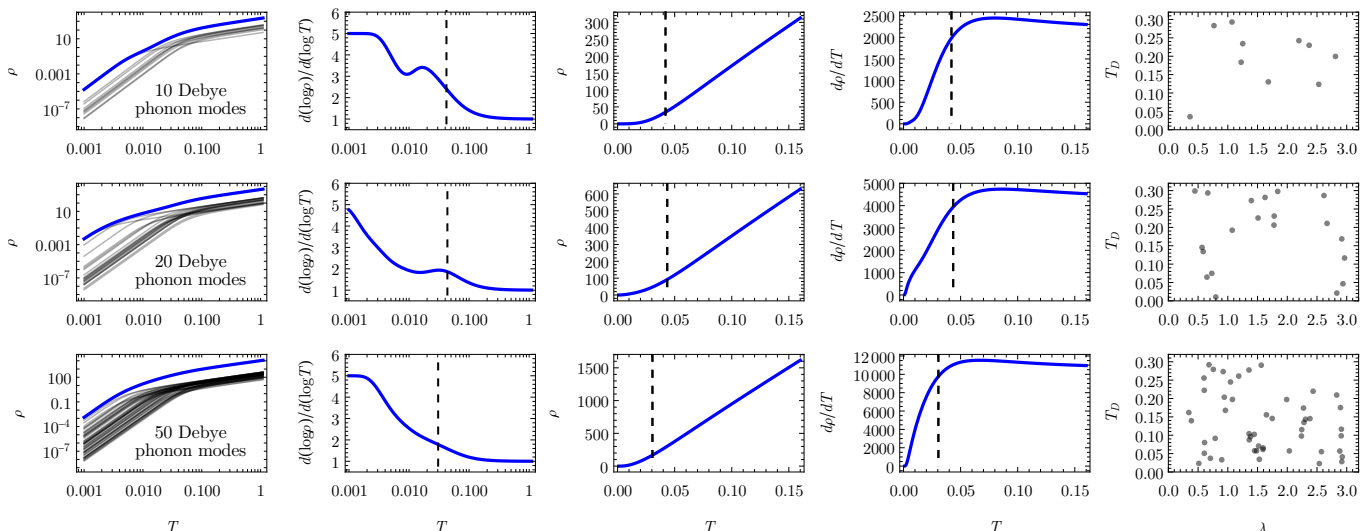 10
0.001
10⁻⁷
ρ
10 Debye
phonon modes
0.001 0.010 0.100 1
6
5
4
3
2
1
d(logρ)/d(logT)
0.001 0.010 0.100 1
300
250
200
150
100
50
0
ρ
0.00 0.05 0.10 0.15
2500
2000
1500
1000
500
0
dρ/dT
0.00 0.05 0.10 0.15
0.30
0.25
0.20
0.15
0.10
0.05
0.00
T_D
0.0 0.5 1.0 1.5 2.0 2.5 3.0
10
0.001
10⁻⁷
ρ
20 Debye
phonon modes
0.001 0.010 0.100 1
6
5
4
3
2
1
d(logρ)/d(logT)
0.001 0.010 0.100 1
600
500
400
300
200
100
0
ρ
0.00 0.05 0.10 0.15
5000
4000
3000
2000
1000
0
dρ/dT
0.00 0.05 0.10 0.15
0.30
0.25
0.20
0.15
0.10
0.05
0.00
T_D
0.0 0.5 1.0 1.5 2.0 2.5 3.0
100
0.1
10⁻⁴
10⁻⁷
ρ
50 Debye
phonon modes
0.001 0.010 0.100 1
T
6
5
4
3
2
1
d(logρ)/d(logT)
0.001 0.010 0.100 1
T
1500
1000
500
0
ρ
0.00 0.05 0.10 0.15
T
12000
10000
8000
6000
4000
2000
0
dρ/dT
0.00 0.05 0.10 0.15
T
0.30
0.25
0.20
0.15
0.10
0.05
0.00
T_D
0.0 0.5 1.0 1.5 2.0 2.5 3.0
λ